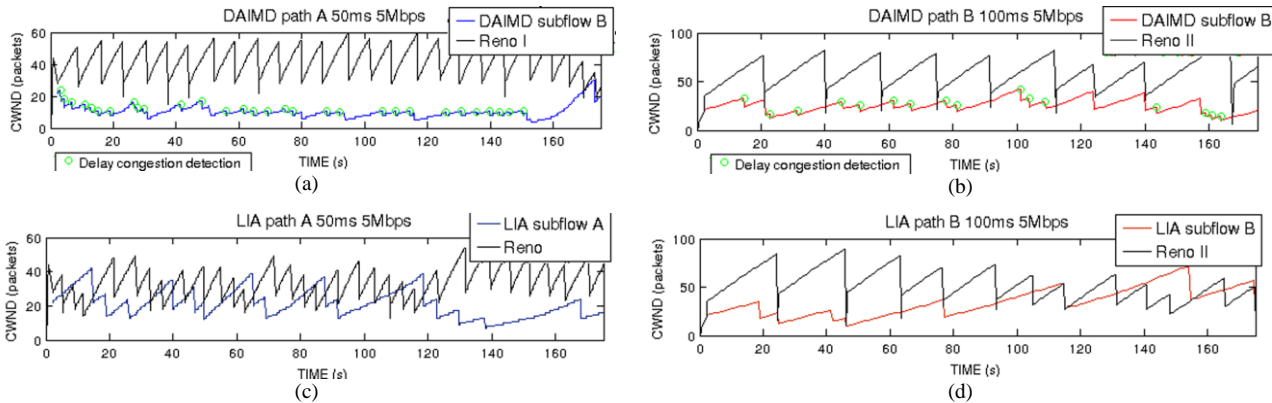 DAIMD path A 50ms 5Mbps
DAIMD subflow B
Reno I
CWND (packets)
60
40
20
0
0 20 40 60 80 100 120 140 160
TIME (s)
Delay congestion detection
(a)
DAIMD path B 100ms 5Mbps
DAIMD subflow B
Reno II
CWND (packets)
100
50
0
0 20 40 60 80 100 120 140 160
TIME (s)
Delay congestion detection
(b)
LIA path A 50ms 5Mbps
LIA subflow A
Reno
CWND (packets)
60
40
20
0
0 20 40 60 80 100 120 140 160
TIME (s)
(c)
LIA path B 100ms 5Mbps
LIA subflow B
Reno II
CWND (packets)
100
50
0
0 20 40 60 80 100 120 140 160
TIME (s)
(d)